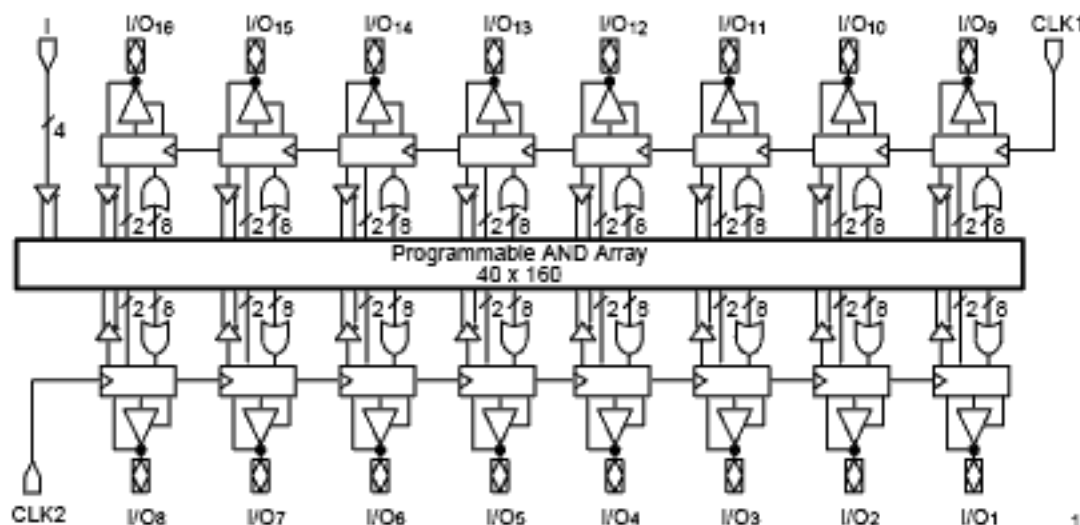 I I/O16 I/O15 I/O14 I/O13 I/O12 I/O11 I/O10 I/O9 CLK1
4
2 8 2 8 2 8 2 8 2 8 2 8 2 8 2 8
Programmable AND Array
40 x 160
2 8 2 8 2 8 2 8 2 8 2 8 2 8 2 8
CLK2 I/O8 I/O7 I/O6 I/O5 I/O4 I/O3 I/O2 I/O1